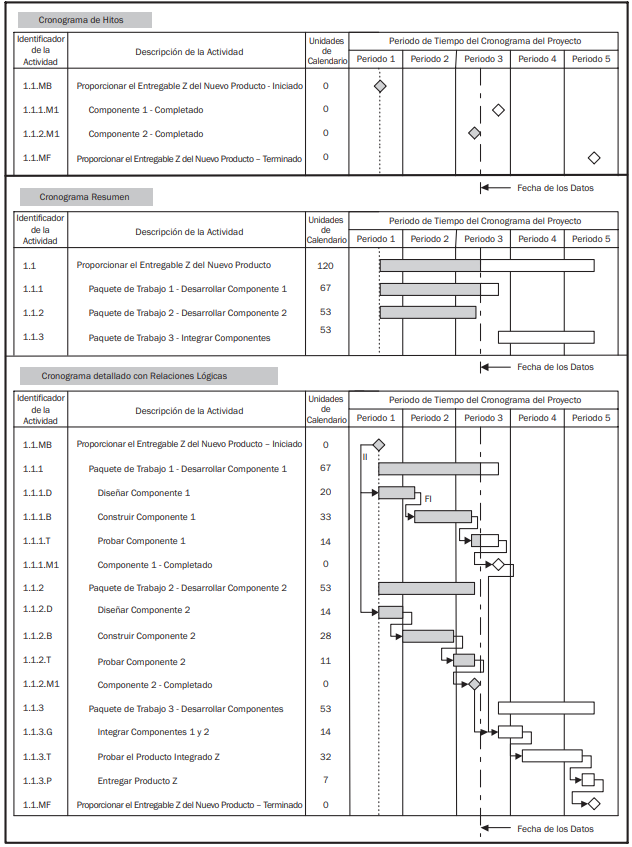 Cronograma de Hitos
Identificador de la Actividad Descripción de la Actividad Unidades de Calendario Periodo de Tiempo del Cronograma del Proyecto
Periodo 1 Periodo 2 Periodo 3 Periodo 4 Periodo 5
1.1.MB Proporcionar el Entregable Z del Nuevo Producto - Iniciado 0
1.1.1.M1 Componente 1 - Completado 0
1.1.2.M1 Componente 2 - Completado 0
1.1.MF Proporcionar el Entregable Z del Nuevo Producto – Terminado 0
Fecha de los Datos
Cronograma Resumen
Identificador de la Actividad Descripción de la Actividad Unidades de Calendario Periodo de Tiempo del Cronograma del Proyecto
Periodo 1 Periodo 2 Periodo 3 Periodo 4 Periodo 5
1.1 Proporcionar el Entregable Z del Nuevo Producto 120
1.1.1 Paquete de Trabajo 1 - Desarrollar Componente 1 67
1.1.2 Paquete de Trabajo 2 - Desarrollar Componente 2 53
1.1.3 Paquete de Trabajo 3 - Integrar Componentes 53
Fecha de los Datos
Cronograma detallado con Relaciones Lógicas
Identificador de la Actividad Descripción de la Actividad Unidades de Calendario Periodo de Tiempo del Cronograma del Proyecto
Periodo 1 Periodo 2 Periodo 3 Periodo 4 Periodo 5
1.1.MB Proporcionar el Entregable Z del Nuevo Producto – Iniciado 0
II
1.1.1 Paquete de Trabajo 1 - Desarrollar Componente 1 67
1.1.1.D Diseñar Componente 1 20
FI
1.1.1.B Construir Componente 1 33
1.1.1.T Probar Componente 1 14
1.1.1.M1 Componente 1 - Completado 0
1.1.2 Paquete de Trabajo 2 - Desarrollar Componente 2 53
1.1.2.D Diseñar Componente 2 14
1.1.2.B Construir Componente 2 28
1.1.2.T Probar Componente 2 11
1.1.2.M1 Componente 2 - Completado 0
1.1.3 Paquete de Trabajo 3 - Desarrollar Componentes 53
1.1.3.G Integrar Componentes 1 y 2 14
1.1.3.T Probar el Producto Integrado Z 32
1.1.3.P Entregar Producto Z 7
1.1.MF Proporcionar el Entregable Z del Nuevo Producto – Terminado 0
Fecha de los Datos